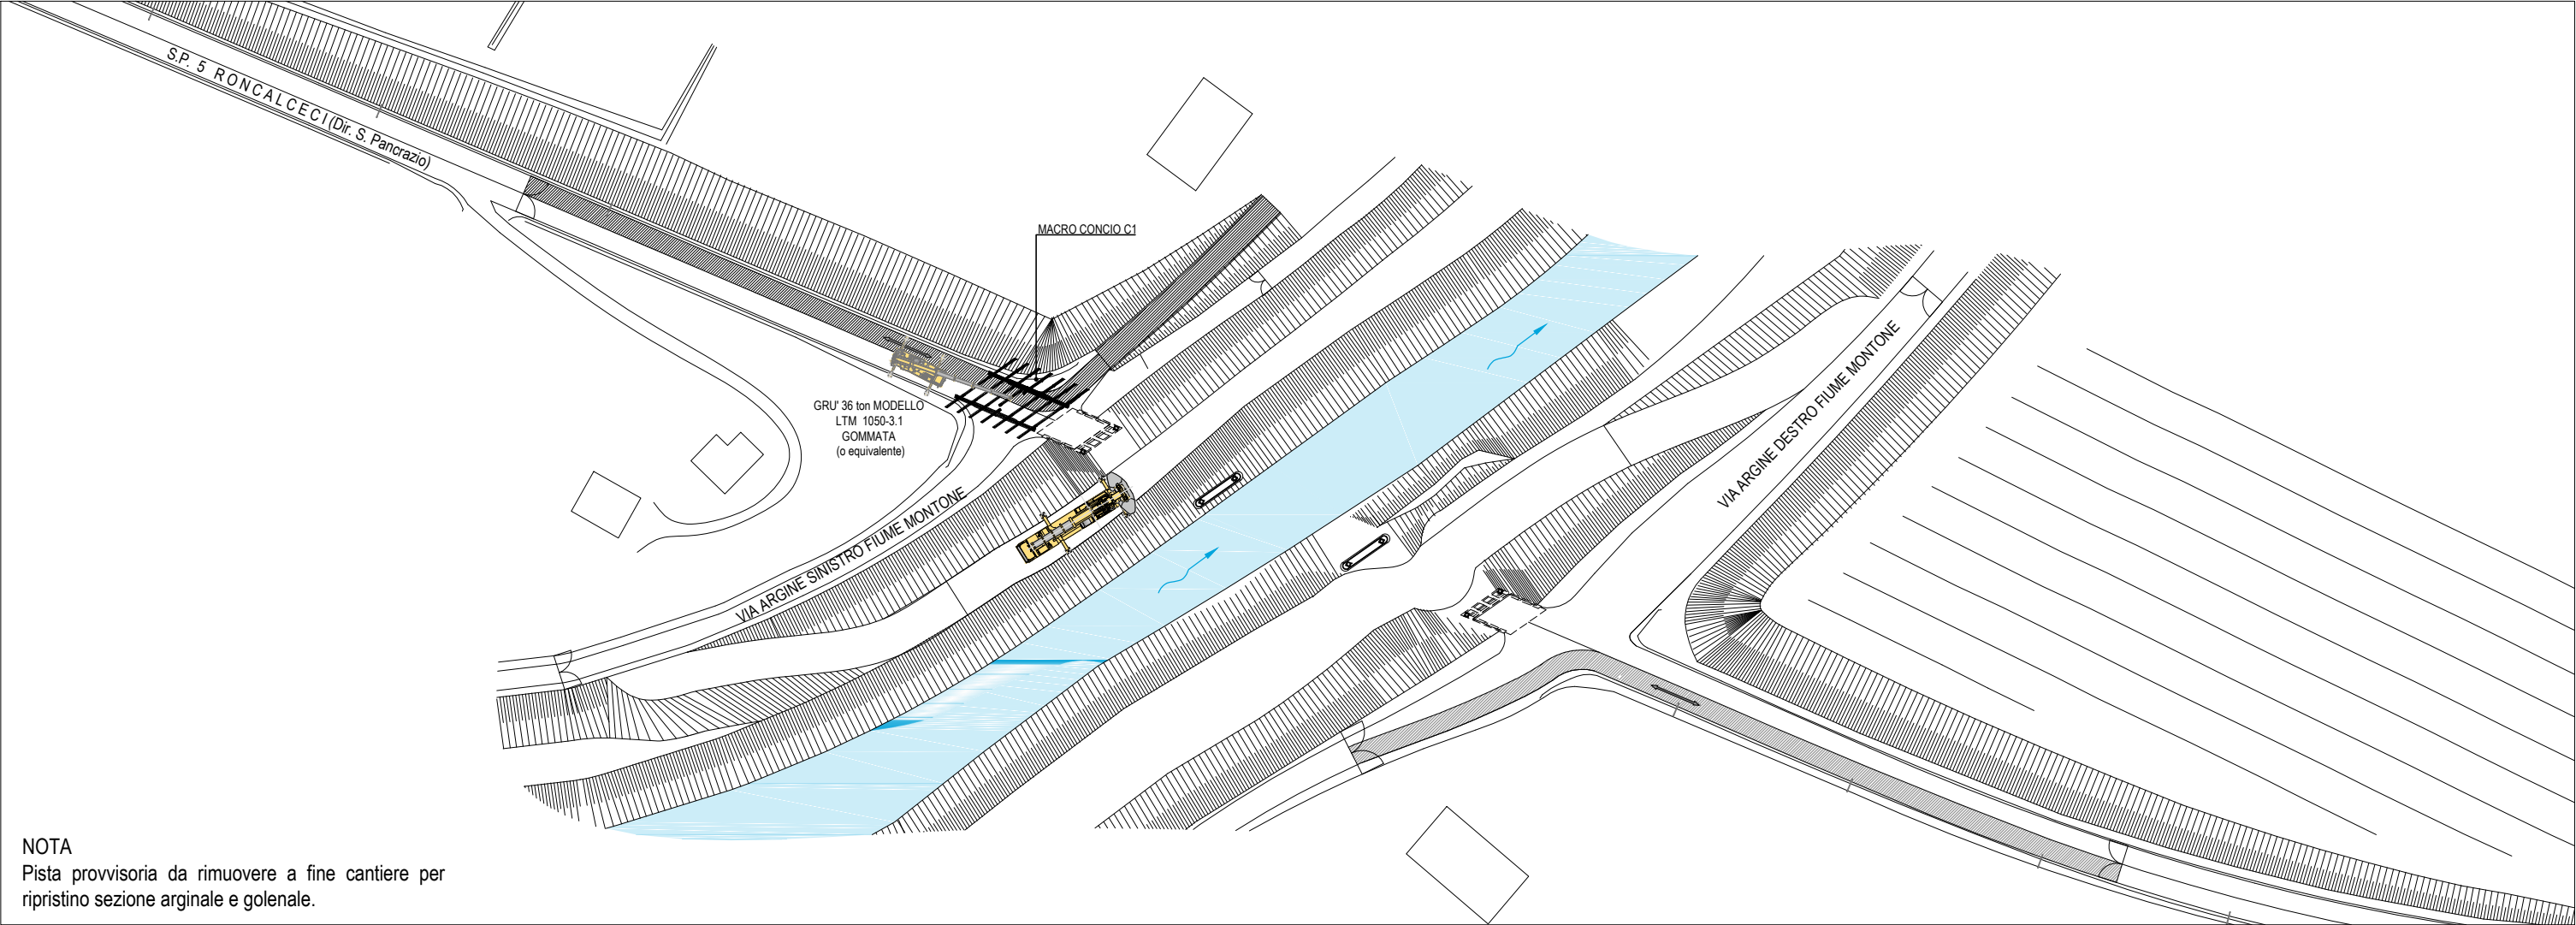 S.P. 5 RONCALCECI (Dir. S. Pancrazio)
MACRO CONCIO C1
GRU' 36 ton MODELLO
LTM 1050-3.1
GOMMATA
(o equivalente)
VIA ARGINE SINISTRO FIUME MONTONE
VIA ARGINE DESTRO FIUME MONTONE
NOTA
Pista provvisoria da rimuovere a fine cantiere per
ripristino sezione arginale e golenale.